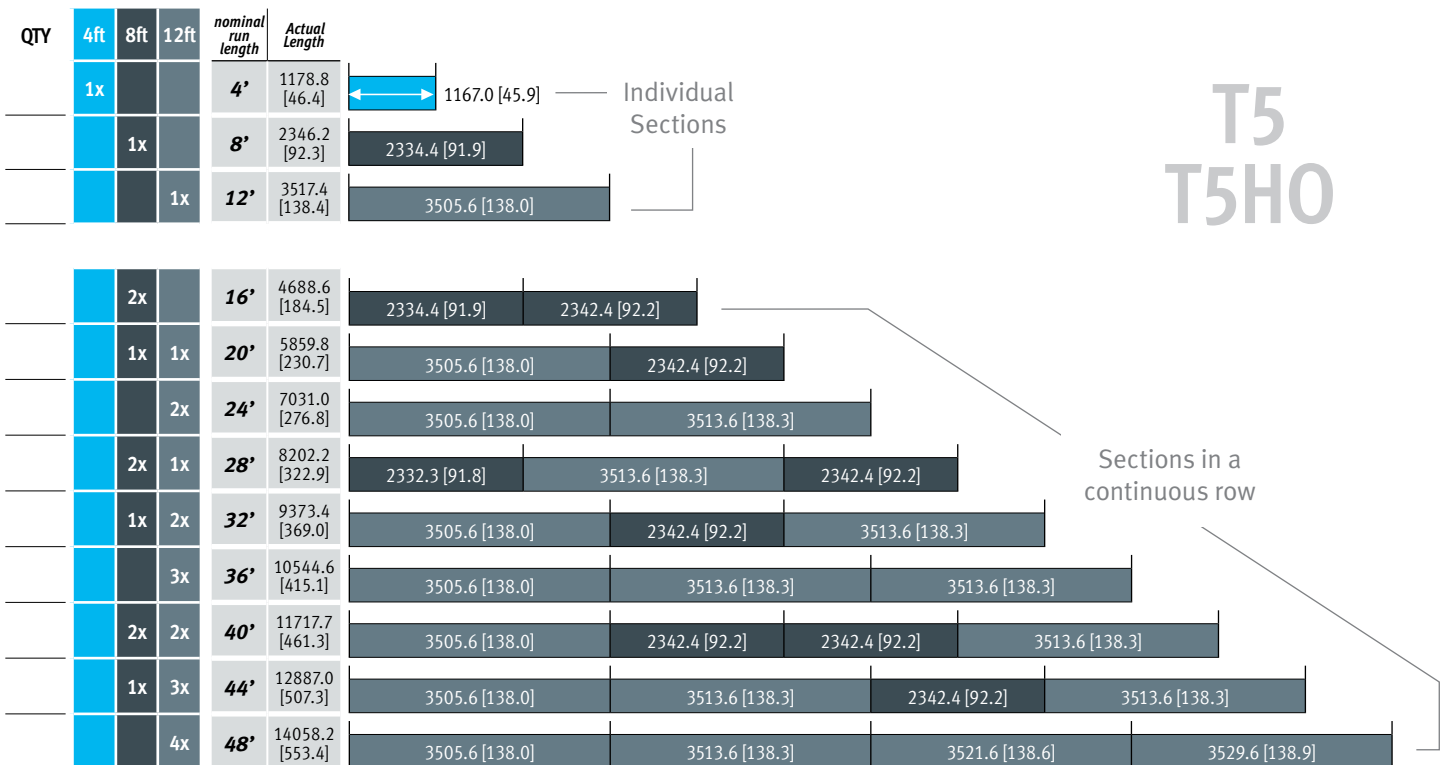 QTY 4ft 8ft 12ft nominal run length Actual Length
1x 4’ 1178.8 [46.4] 1167.0 [45.9] Individual Sections
1x 8’ 2346.2 [92.3] 2334.4 [91.9]
1x 12’ 3517.4 [138.4] 3505.6 [138.0]
T5
T5HO
2x 16’ 4688.6 [184.5] 2334.4 [91.9] 2342.4 [92.2]
1x 1x 20’ 5859.8 [230.7] 3505.6 [138.0] 2342.4 [92.2]
2x 24’ 7031.0 [276.8] 3505.6 [138.0] 3513.6 [138.3]
2x 1x 28’ 8202.2 [322.9] 2332.3 [91.8] 3513.6 [138.3] 2342.4 [92.2]
Sections in a
continuous row
1x 2x 32’ 9373.4 [369.0] 3505.6 [138.0] 2342.4 [92.2] 3513.6 [138.3]
3x 36’ 10544.6 [415.1] 3505.6 [138.0] 3513.6 [138.3] 3513.6 [138.3]
2x 2x 40’ 11717.7 [461.3] 3505.6 [138.0] 2342.4 [92.2] 2342.4 [92.2] 3513.6 [138.3]
1x 3x 44’ 12887.0 [507.3] 3505.6 [138.0] 3513.6 [138.3] 2342.4 [92.2] 3513.6 [138.3]
4x 48’ 14058.2 [553.4] 3505.6 [138.0] 3513.6 [138.3] 3521.6 [138.6] 3529.6 [138.9]